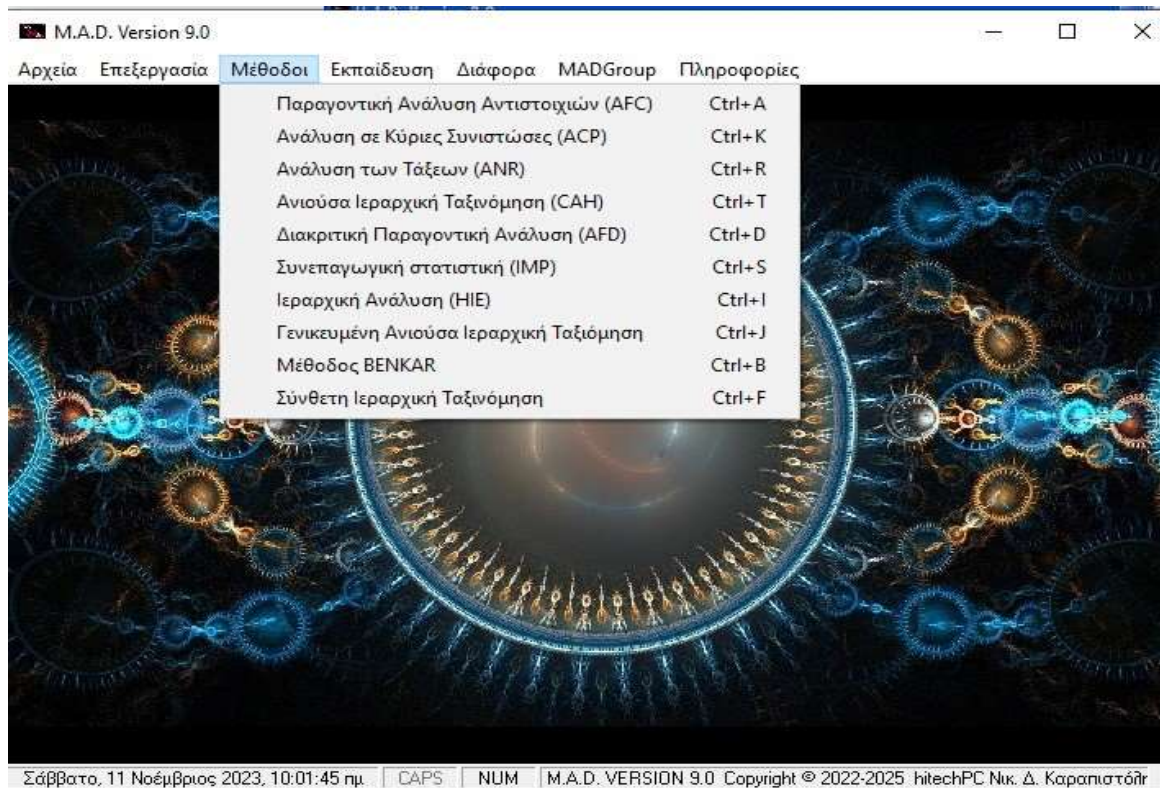 M.A.D. Version 9.0
Αρχεία Επεξεργασία Μέθοδοι Εκπαίδευση Διάφορα MADGroup Πληροφορίες
Παραγοντική Ανάλυση Αντιστοιχιών (AFC) Ctrl+A
Ανάλυση σε Κύριες Συνιστώσες (ACP) Ctrl+K
Ανάλυση των Τάξεων (ANR) Ctrl+R
Ανιούσα Ιεραρχική Ταξινόμηση (CAH) Ctrl+T
Διακριτική Παραγοντική Ανάλυση (AFD) Ctrl+D
Συνεπαγωγική στατιστική (IMP) Ctrl+S
Ιεραρχική Ανάλυση (HIE) Ctrl+I
Γενικευμένη Ανιούσα Ιεραρχική Ταξιόμηση Ctrl+J
Μέθοδος BENKAR Ctrl+B
Σύνθετη Ιεραρχική Ταξινόμηση Ctrl+F
Σάββατο, 11 Νοέμβριος 2023, 10:01:45 πμ CAPS NUM M.A.D. VERSION 9.0 Copyright © 2022-2025 hitechPC Νικ. Δ.